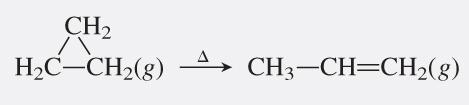 CH₂
H₂C—CH₂(g) —Δ→ CH₃—CH=CH₂(g)